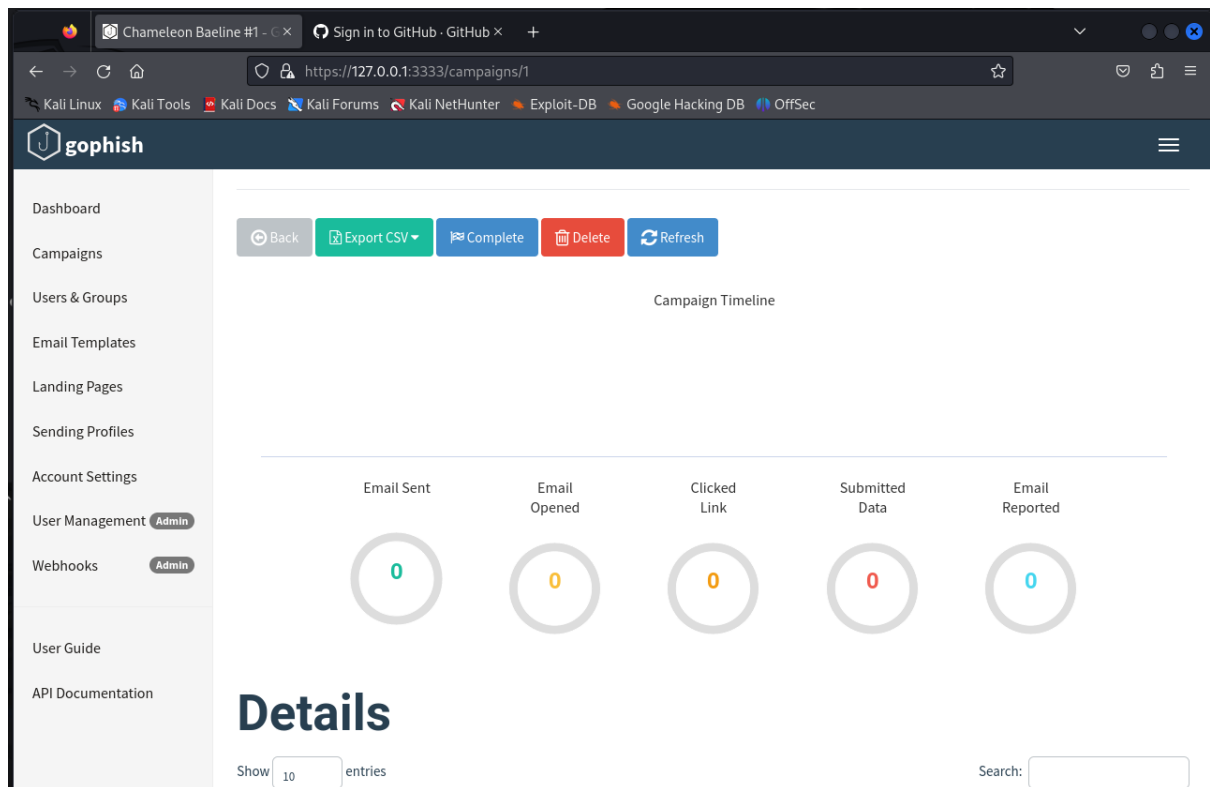 Chameleon Baeline #1 - G
Sign in to GitHub · GitHub
https://127.0.0.1:3333/campaigns/1
Kali Linux Kali Tools Kali Docs Kali Forums Kali NetHunter Exploit-DB Google Hacking DB OffSec
gophish
Dashboard
Campaigns
Users & Groups
Email Templates
Landing Pages
Sending Profiles
Account Settings
User Management Admin
Webhooks Admin
User Guide
API Documentation
Back Export CSV Complete Delete Refresh
Campaign Timeline
Email Sent
Email
Opened
Clicked
Link
Submitted
Data
Email
Reported
0 0 0 0 0
Details
Show 10 entries
Search: